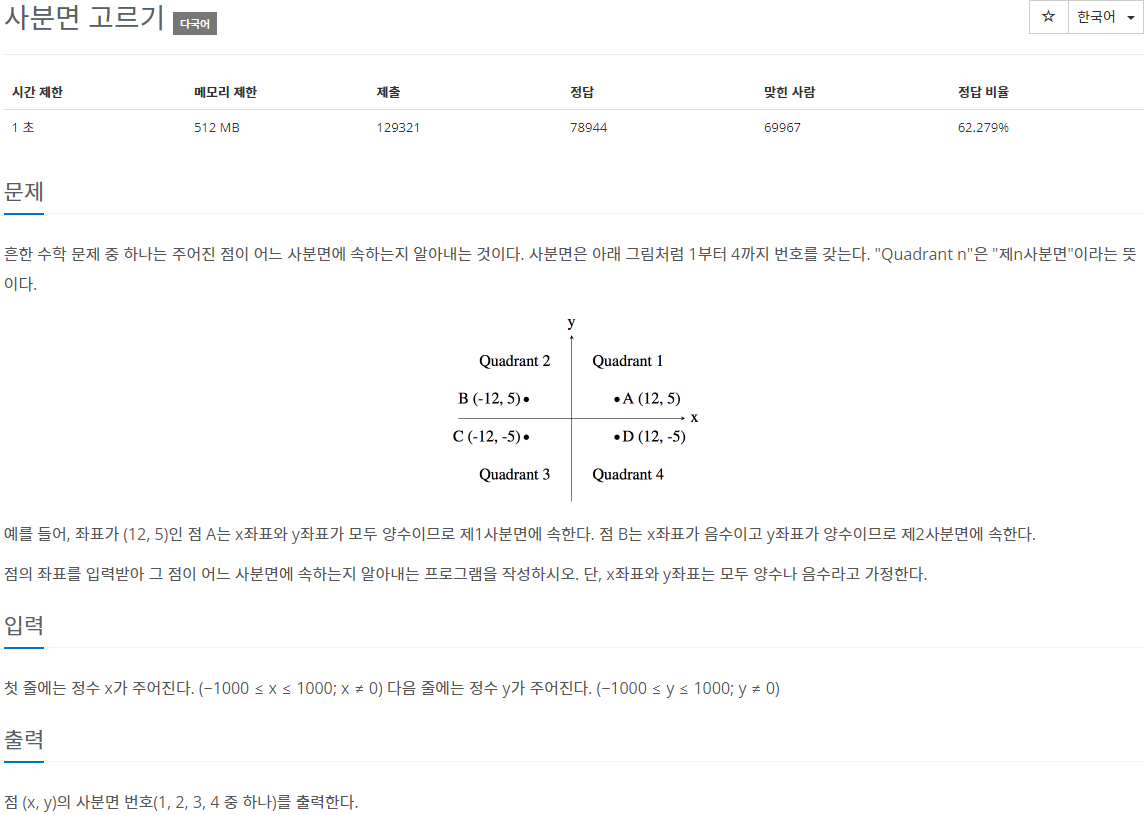 사분면 고르기 다국어
☆ 한국어
시간 제한 메모리 제한 제출 정답 맞힌 사람 정답 비율
1 초 512 MB 129321 78944 69967 62.279%
문제
흔한 수학 문제 중 하나는 주어진 점이 어느 사분면에 속하는지 알아내는 것이다. 사분면은 아래 그림처럼 1부터 4까지 번호를 갖는다. "Quadrant n"은 "제n사분면"이라는 뜻
이다.
y
Quadrant 2 Quadrant 1
B (-12, 5) A (12, 5)
x
C (-12, -5) D (12, -5)
Quadrant 3 Quadrant 4
예를 들어, 좌표가 (12, 5)인 점 A는 x좌표와 y좌표가 모두 양수이므로 제1사분면에 속한다. 점 B는 x좌표가 음수이고 y좌표가 양수이므로 제2사분면에 속한다.
점의 좌표를 입력받아 그 점이 어느 사분면에 속하는지 알아내는 프로그램을 작성하시오. 단, x좌표와 y좌표는 모두 양수나 음수라고 가정한다.
입력
첫 줄에는 정수 x가 주어진다. (−1000 ≤ x ≤ 1000; x ≠ 0) 다음 줄에는 정수 y가 주어진다. (−1000 ≤ y ≤ 1000; y ≠ 0)
출력
점 (x, y)의 사분면 번호(1, 2, 3, 4 중 하나)를 출력한다.